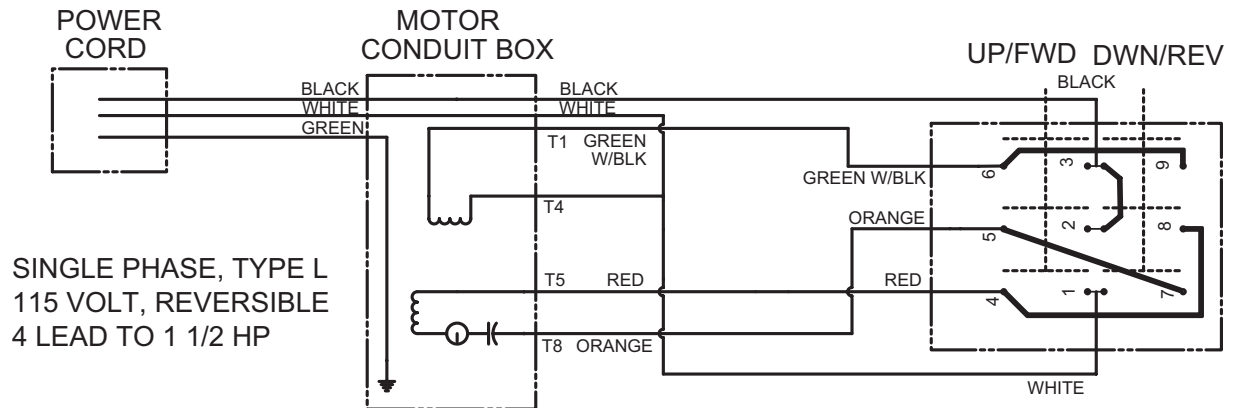 POWER
CORD
MOTOR
CONDUIT BOX
UP/FWD DWN/REV
BLACK
BLACK
BLACK
WHITE
WHITE
GREEN
T1 GREEN
W/BLK
GREEN W/BLK
6
3
9
T4
ORANGE
5
2
8
SINGLE PHASE, TYPE L
115 VOLT, REVERSIBLE
4 LEAD TO 1 1/2 HP
T5 RED
RED
4
1
7
T8 ORANGE
WHITE